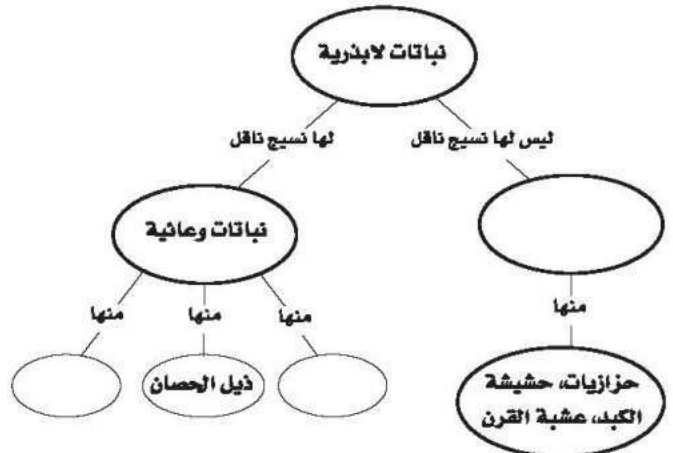 نباتات لابذرية
ليس لها نسيج ناقل
لها نسيج ناقل
نباتات وعائية
منها
منها
منها
منها
حزازيات، حشيشة
الكبد، عشبة القرن
ذيل الحصان